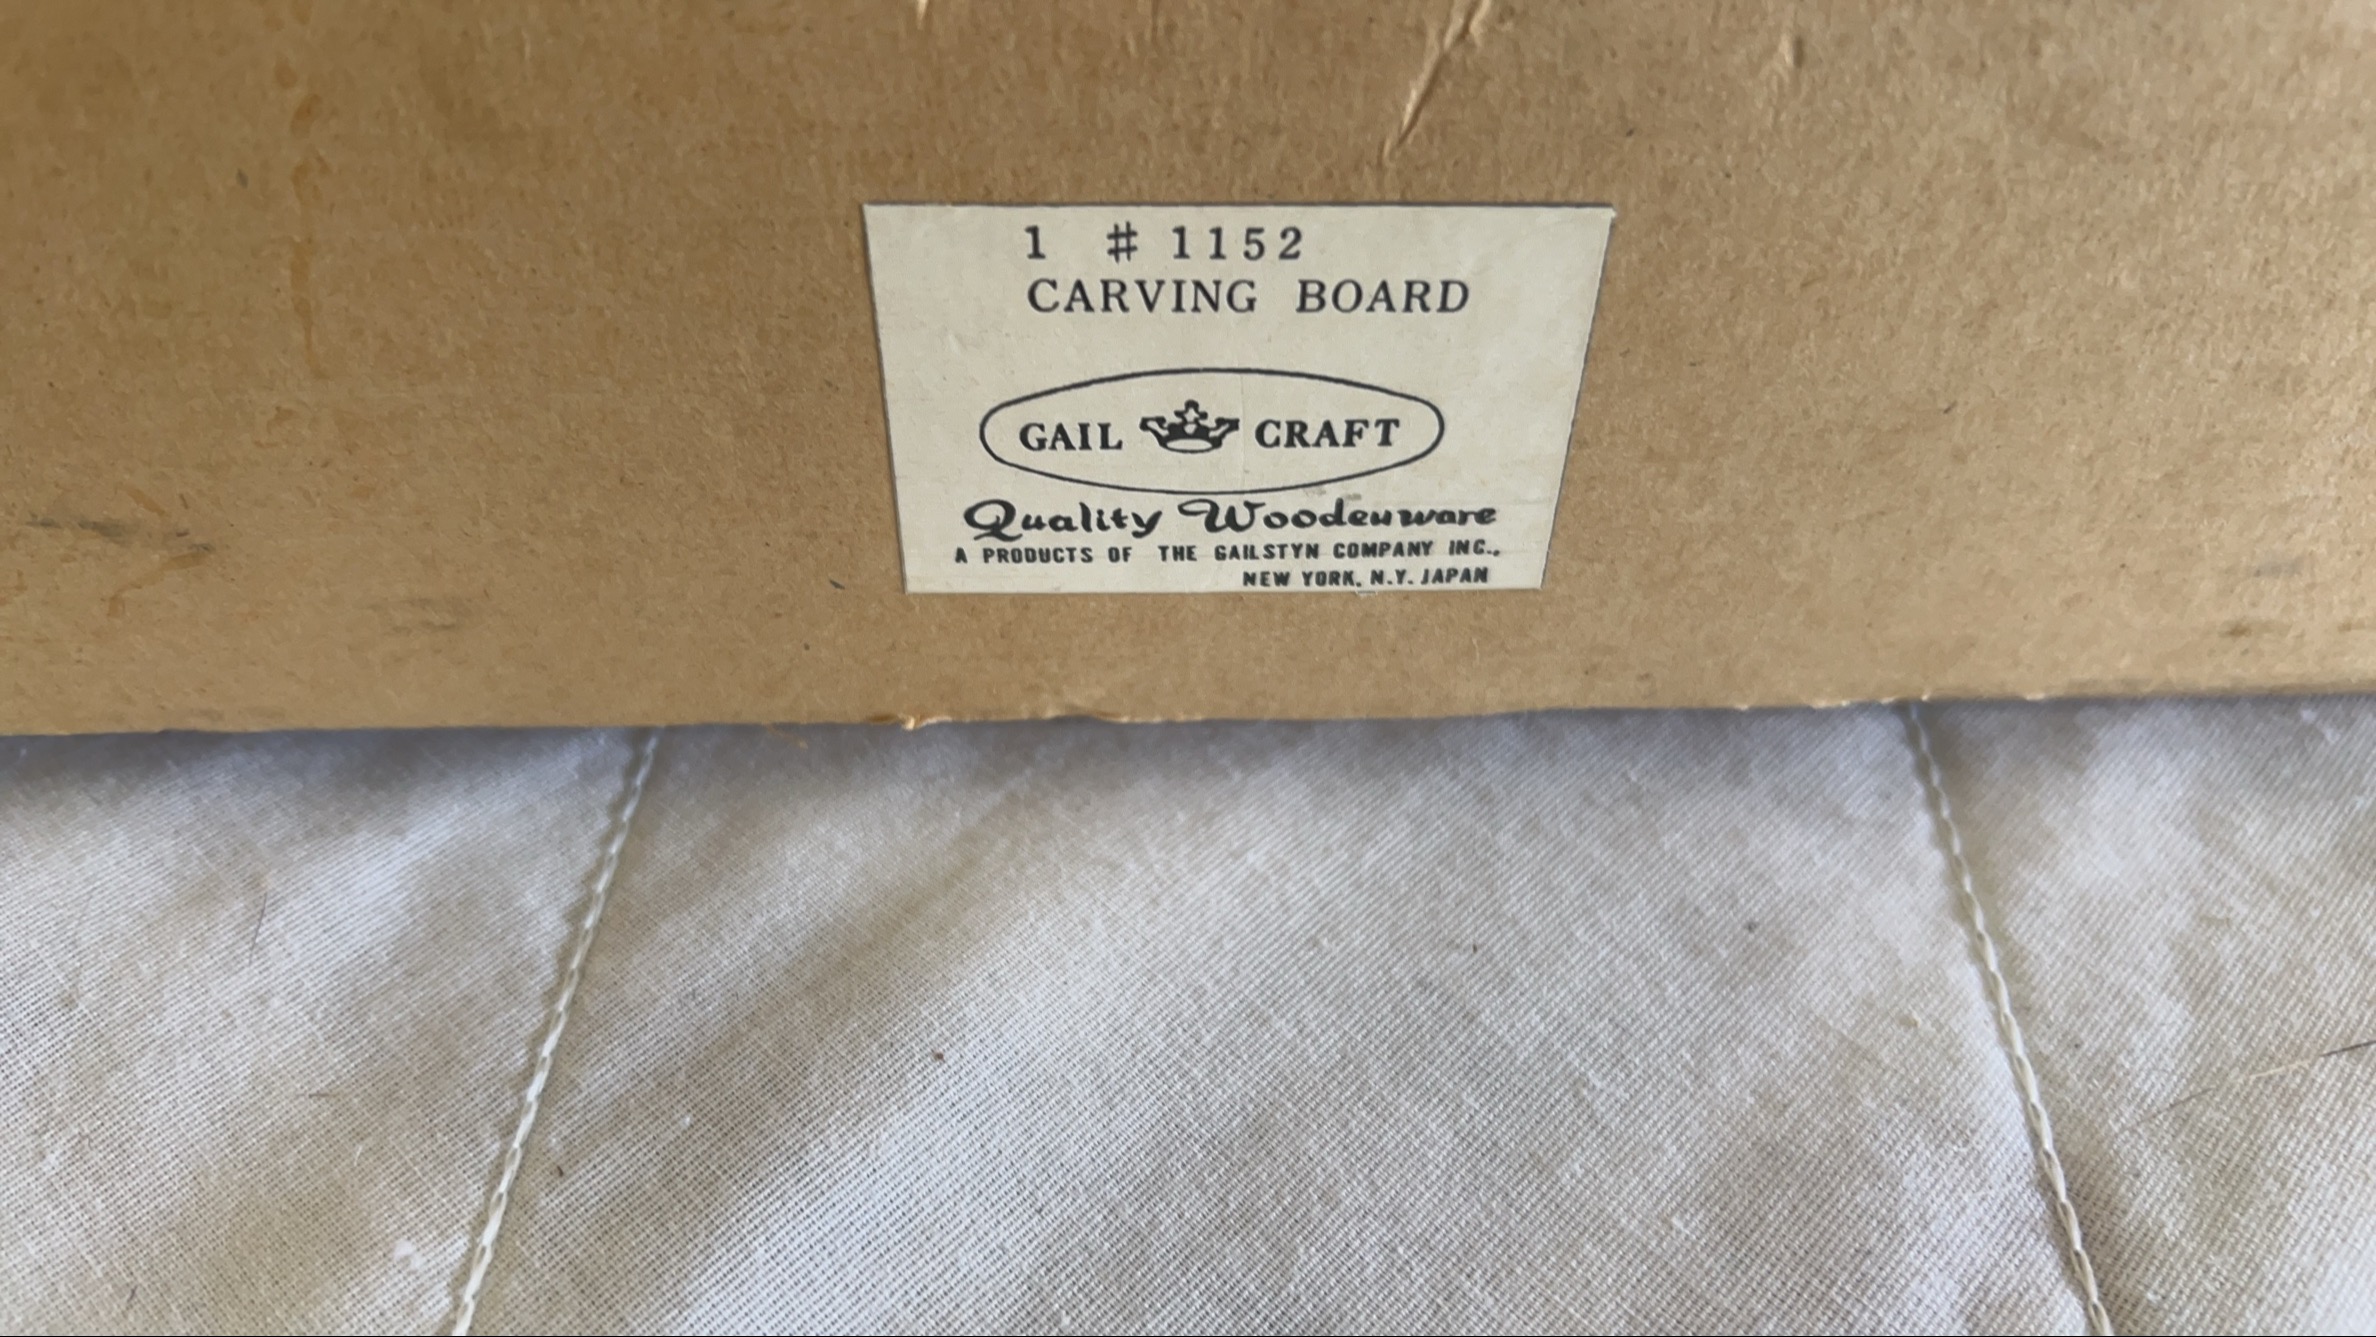 1 # 1152
CARVING BOARD
GAIL CRAFT
Quality Woodenware
A PRODUCTS OF THE GAILSTYN COMPANY INC.,
NEW YORK, N.Y. JAPAN